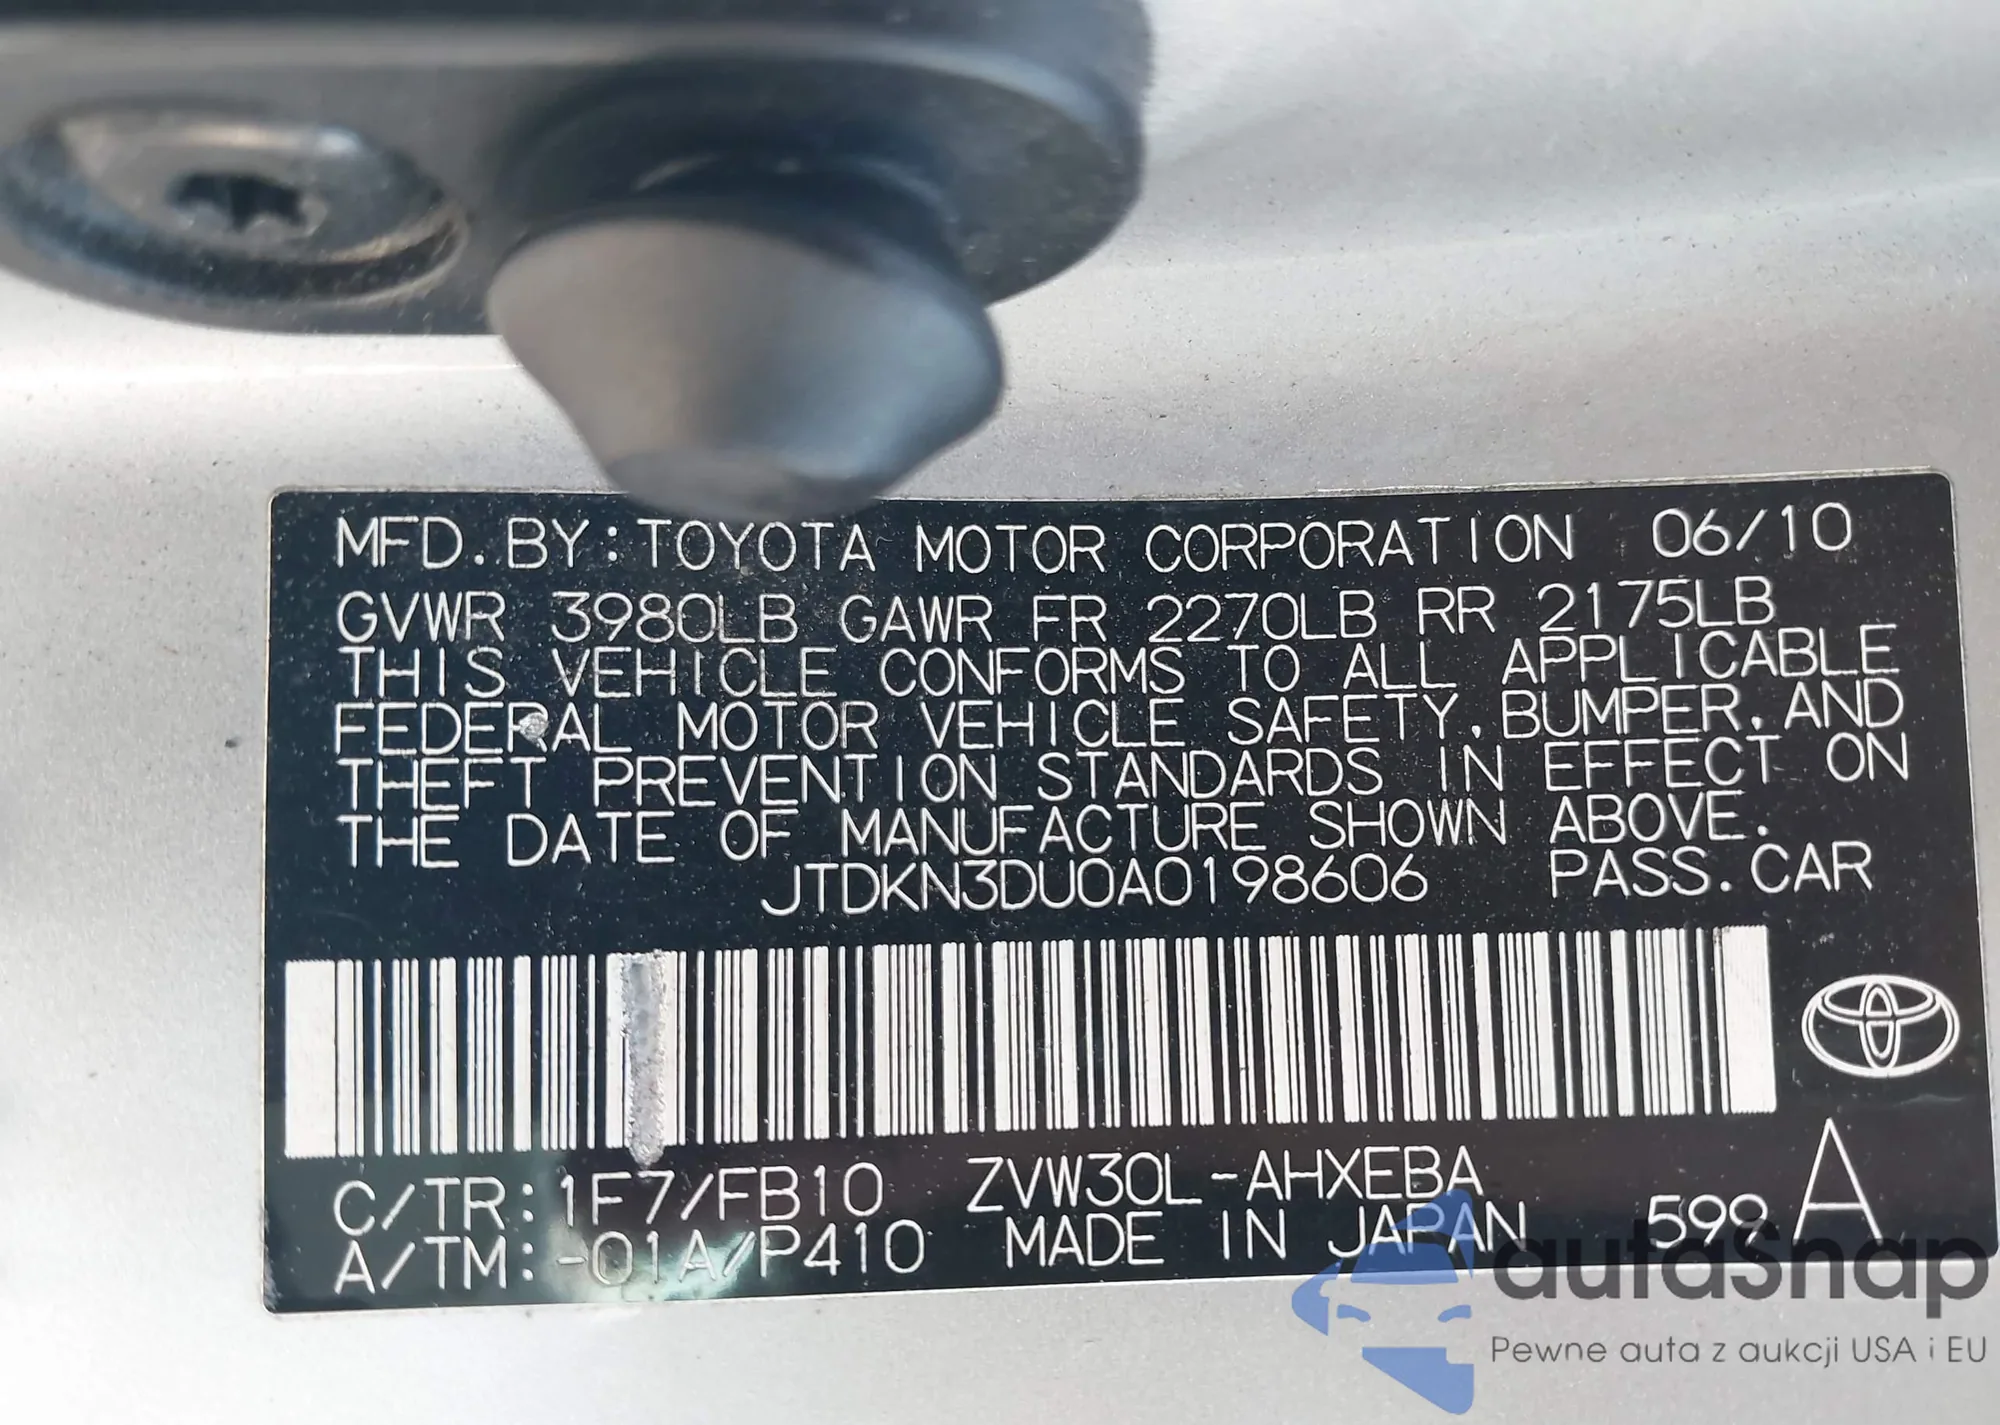 MFD. BY: TOYOTA MOTOR CORPORATION 06/10
GVWR 3980LB GAWR FR 2270LB RR 2175LB
THIS VEHICLE CONFORMS TO ALL APPLICABLE
FEDERAL MOTOR VEHICLE SAFETY, BUMPER, AND
THEFT PREVENTION STANDARDS IN EFFECT ON
THE DATE OF MANUFACTURE SHOWN ABOVE.
JTDKN3DU0A0198606 PASS. CAR
C/TR: 1F7/FB10 ZVW30L-AHXEBA
A/TM: -01A/P410 MADE IN JAPAN 599 A
autaSnap
Pewne auta z aukcji USA i EU